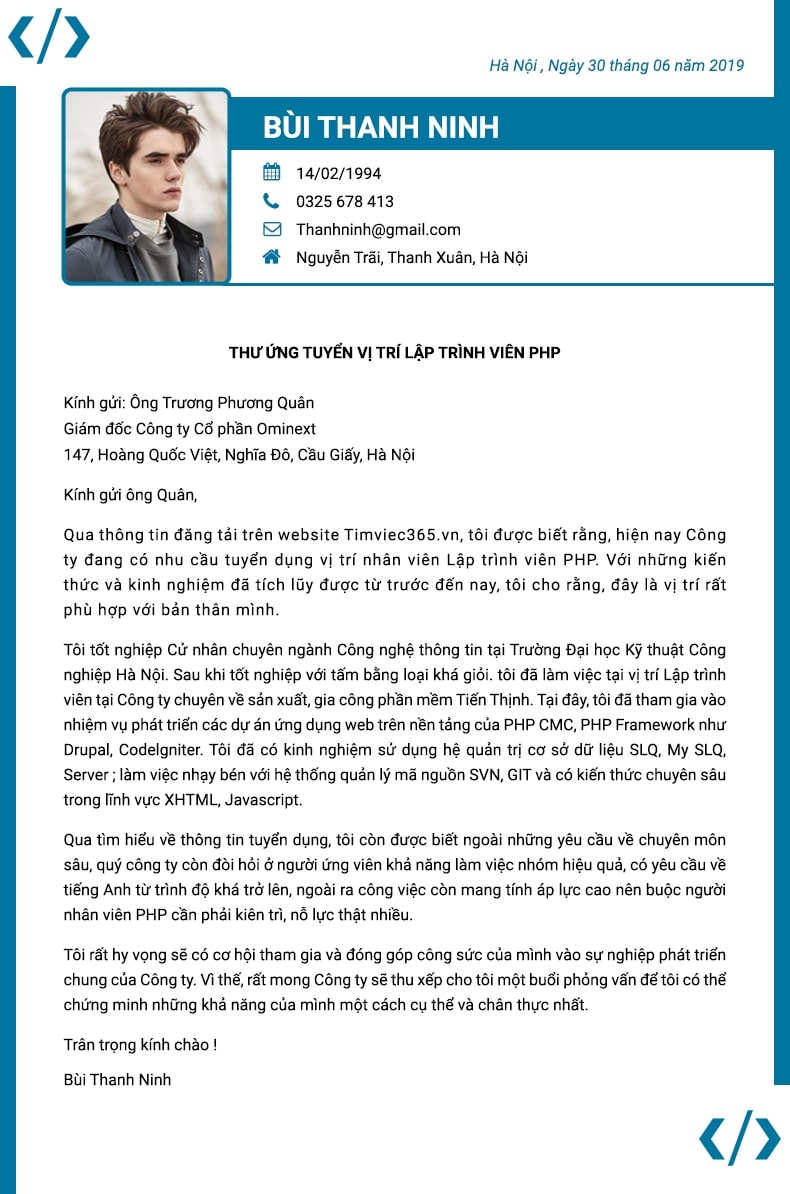 Hà Nội , Ngày 30 tháng 06 năm 2019
BÙI THANH NINH
14/02/1994
0325 678 413
Thanhninh@gmail.com
Nguyễn Trãi, Thanh Xuân, Hà Nội
THƯ ỨNG TUYỂN VỊ TRÍ LẬP TRÌNH VIÊN PHP
Kính gửi: Ông Trương Phương Quân
Giám đốc Công ty Cổ phần Ominext
147, Hoàng Quốc Việt, Nghĩa Đô, Cầu Giấy, Hà Nội
Kính gửi ông Quân,
Qua thông tin đăng tải trên website Timviec365.vn, tôi được biết rằng, hiện nay Công
ty đang có nhu cầu tuyển dụng vị trí nhân viên Lập trình viên PHP. Với những kiến
thức và kinh nghiệm đã tích lũy được từ trước đến nay, tôi cho rằng, đây là vị trí rất
phù hợp với bản thân mình.
Tôi tốt nghiệp Cử nhân chuyên ngành Công nghệ thông tin tại Trường Đại học Kỹ thuật Công
nghiệp Hà Nội. Sau khi tốt nghiệp với tấm bằng loại khá giỏi. tôi đã làm việc tại vị trí Lập trình
viên tại Công ty chuyên về sản xuất, gia công phần mềm Tiến Thịnh. Tại đây, tôi đã tham gia vào
nhiệm vụ phát triển các dự án ứng dụng web trên nền tảng của PHP CMC, PHP Framework như
Drupal, CodeIgniter. Tôi đã có kinh nghiệm sử dụng hệ quản trị cơ sở dữ liệu SLQ, My SLQ,
Server ; làm việc nhạy bén với hệ thống quản lý mã nguồn SVN, GIT và có kiến thức chuyên sâu
trong lĩnh vực XHTML, Javascript.
Qua tìm hiểu về thông tin tuyển dụng, tôi còn được biết ngoài những yêu cầu về chuyên môn
sâu, quý công ty còn đòi hỏi ở người ứng viên khả năng làm việc nhóm hiệu quả, có yêu cầu về
tiếng Anh từ trình độ khá trở lên, ngoài ra công việc còn mang tính áp lực cao nên buộc người
nhân viên PHP cần phải kiên trì, nỗ lực thật nhiều.
Tôi rất hy vọng sẽ có cơ hội tham gia và đóng góp công sức của mình vào sự nghiệp phát triển
chung của Công ty. Vì thế, rất mong Công ty sẽ thu xếp cho tôi một buổi phỏng vấn để tôi có thể
chứng minh những khả năng của mình một cách cụ thể và chân thực nhất.
Trân trọng kính chào !
Bùi Thanh Ninh